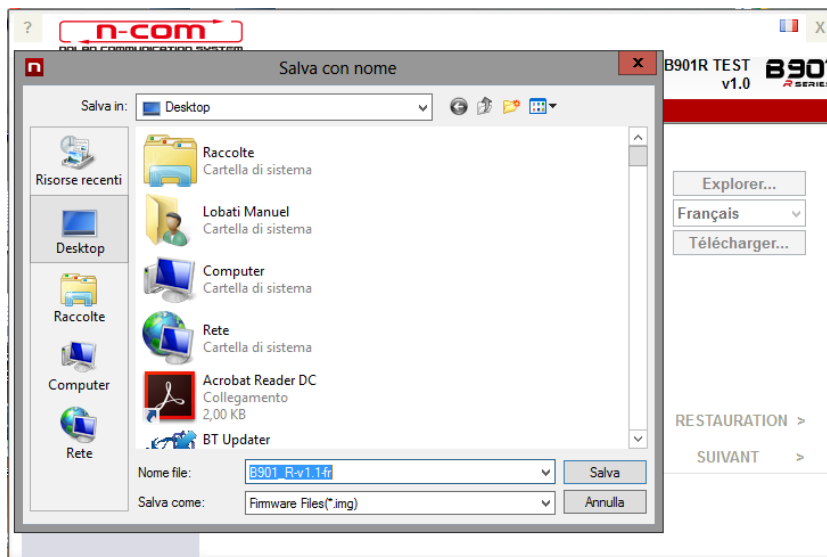 ?
n-com
X
NOLAN COMMUNICATION SYSTEM
n
Salva con nome
x
B901R TEST
v1.0
B901
R SERIES
Salva in:
Desktop
Risorse recenti
Desktop
Raccolte
Computer
Rete
Raccolte
Cartella di sistema
Lobati Manuel
Cartella di sistema
Computer
Cartella di sistema
Rete
Cartella di sistema
Acrobat Reader DC
Collegamento
2,00 KB
BT Updater
Nome file:
B901_R-v1.1-fr
Salva
Salva come:
Firmware Files(*.img)
Annulla
Explorer...
Français
Télécharger...
RESTAURATION >
SUIVANT >